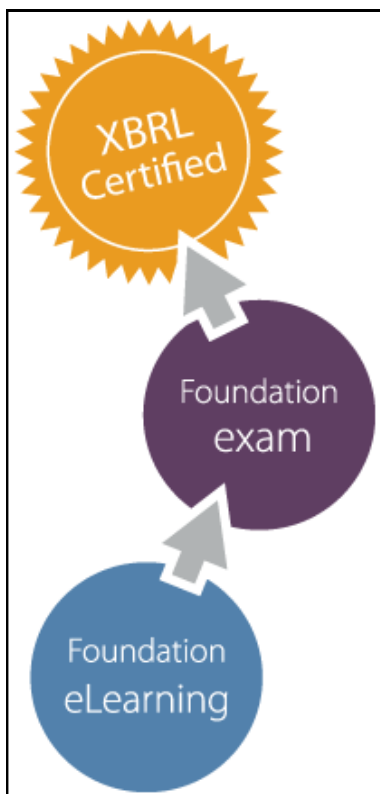 XBRL
Certified
Foundation
exam
Foundation
eLearning